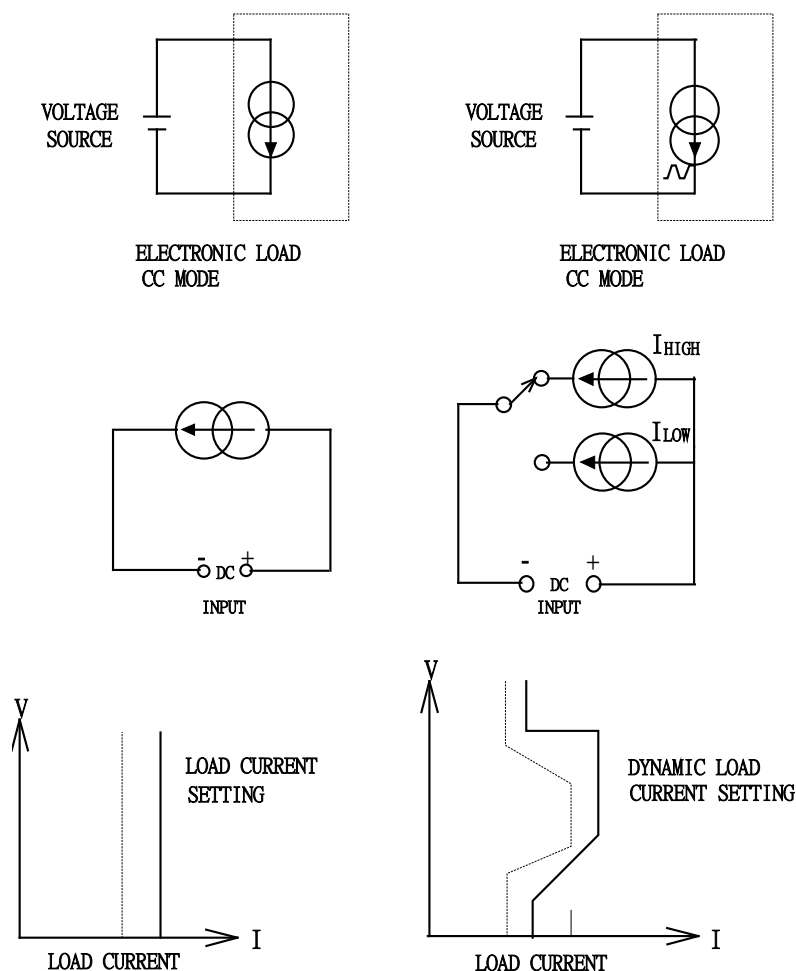 VOLTAGE
SOURCE
ELECTRONIC LOAD
CC MODE
VOLTAGE
SOURCE
ELECTRONIC LOAD
CC MODE
- DC +
INPUT
IHIGH
ILOW
- DC +
INPUT
V
LOAD CURRENT
SETTING
I
LOAD CURRENT
V
DYNAMIC LOAD
CURRENT SETTING
I
LOAD CURRENT